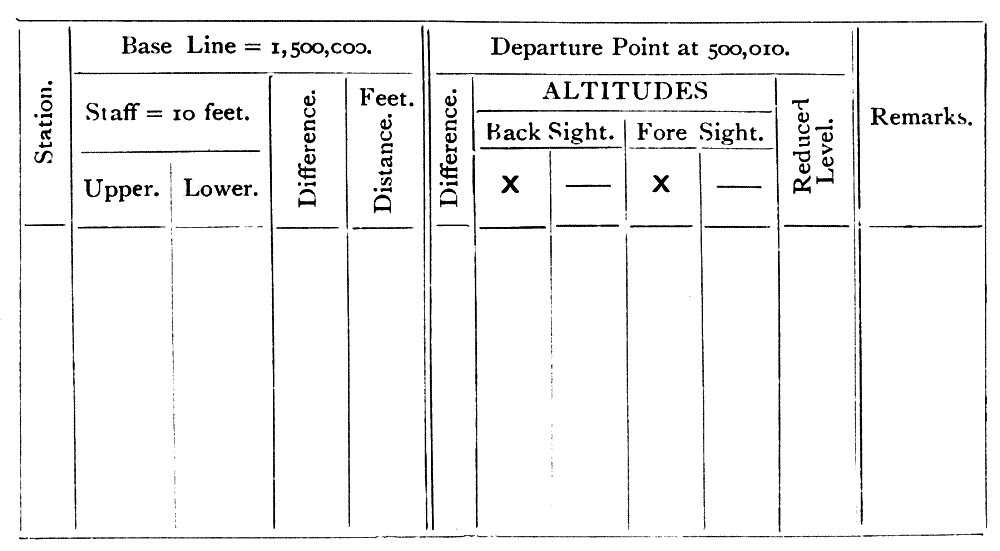 Base Line = 1,500,000.
Departure Point at 500,010.
Station.
Staff = 10 feet.
Upper.
Lower.
Difference.
Feet.
Distance.
Difference.
ALTITUDES
Back Sight.
Fore Sight.
X
—
X
—
Reduced
Level.
Remarks.